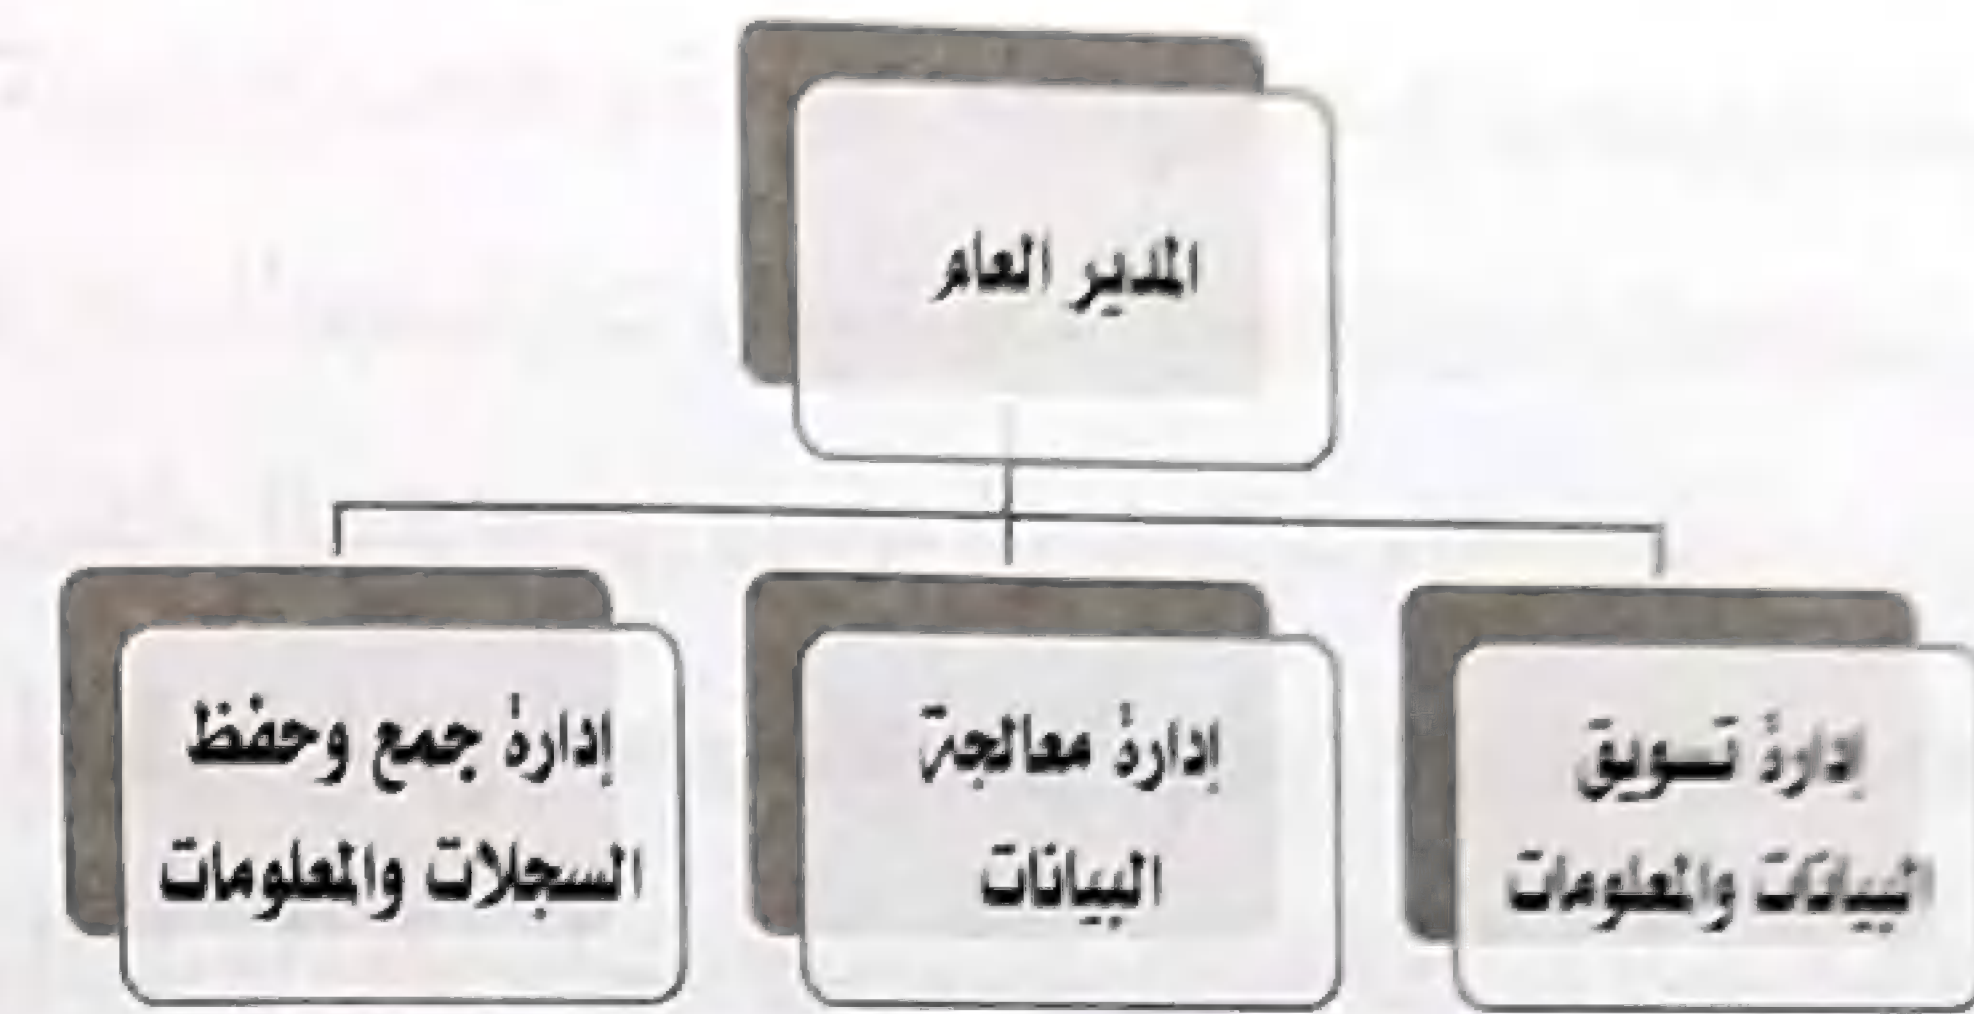 المدير العام
إدارة تسويق
البيانات والمعلومات
إدارة معالجة
البيانات
إدارة جمع وحفظ
السجلات والمعلومات